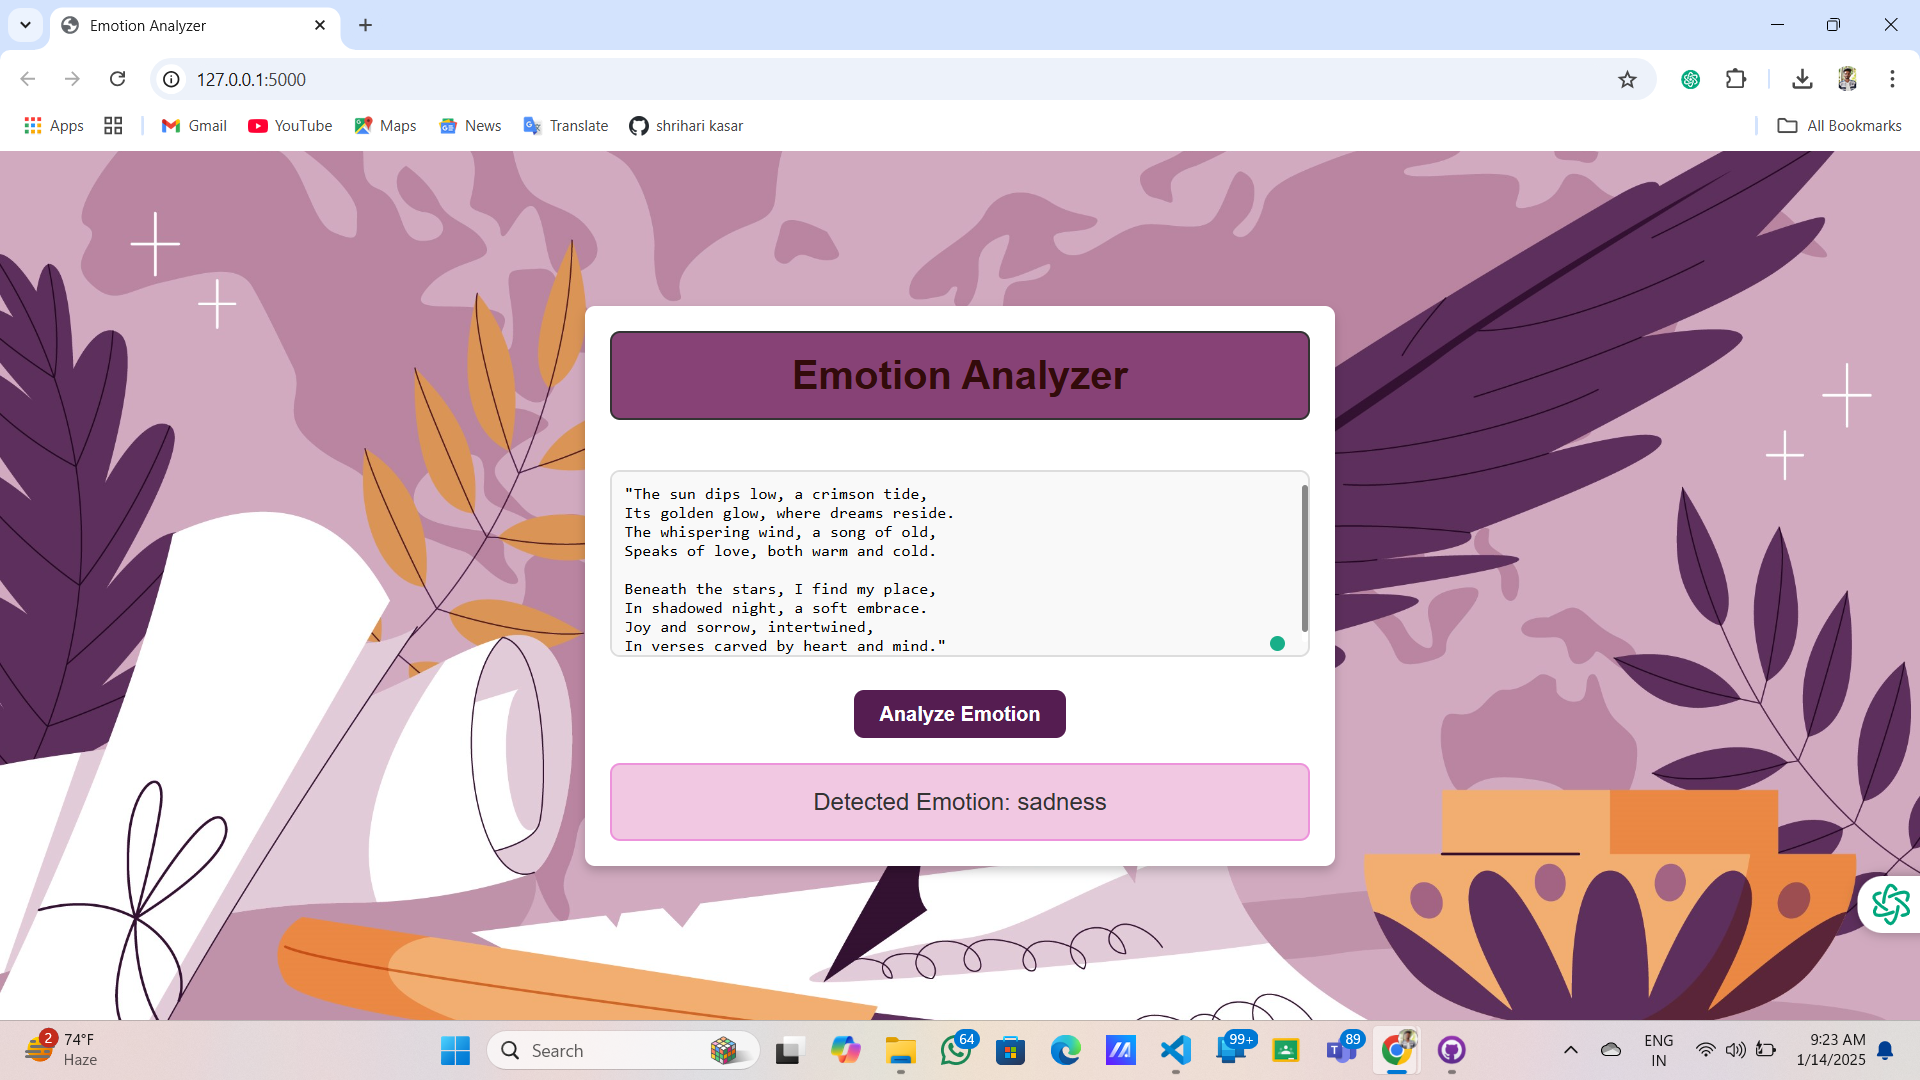 Emotion Analyzer
127.0.0.1:5000
Apps
Gmail
YouTube
Maps
News
Translate
shrihari kasar
All Bookmarks
Emotion Analyzer
"The sun dips low, a crimson tide,
Its golden glow, where dreams reside.
The whispering wind, a song of old,
Speaks of love, both warm and cold.
Beneath the stars, I find my place,
In shadowed night, a soft embrace.
Joy and sorrow, intertwined,
In verses carved by heart and mind."
Analyze Emotion
Detected Emotion: sadness
2
74°F
Haze
Search
64
99+
89
ENG
IN
9:23 AM
1/14/2025